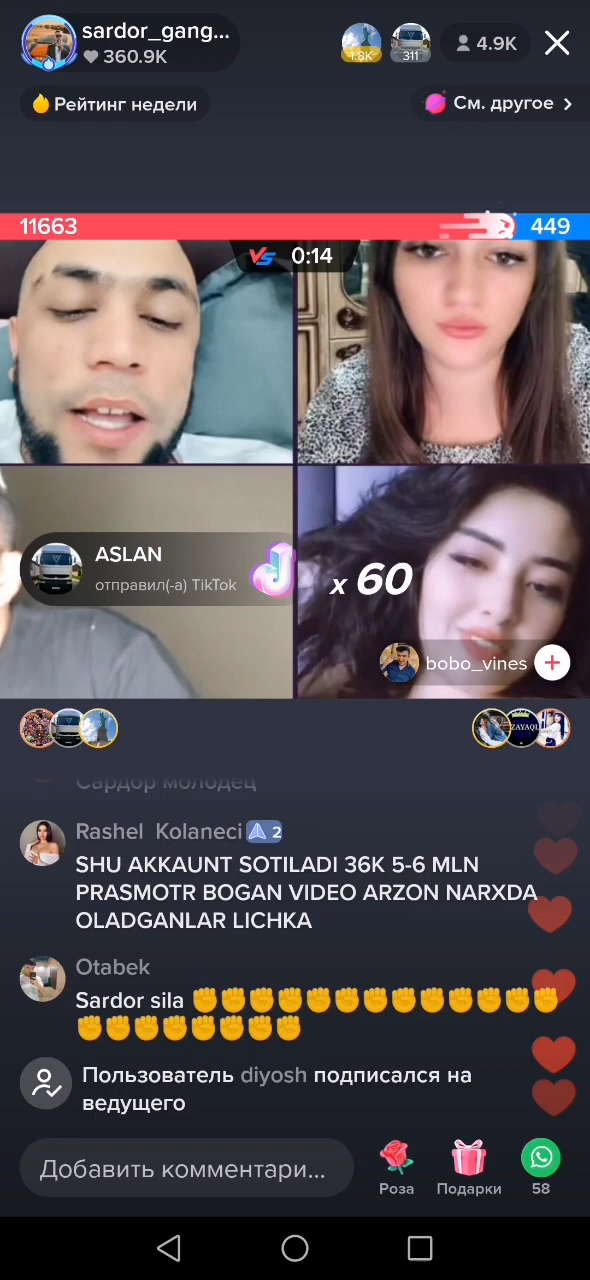 sardor_gang...
360.9K
1.8K
311
4.9K
Рейтинг недели
См. другое
11663
449
VS 0:14
ASLAN
отправил(-а) TikTok
x 60
bobo_vines
ZAYAQL
Сардор молодец
Rashel Kolaneci 2
SHU AKKAUNT SOTILADI 36K 5-6 MLN
PRASMOTR BOGAN VIDEO ARZON NARXDA
OLADGANLAR LICHKA
Otabek
Sardor sila ✊✊✊✊✊✊✊✊✊✊✊✊✊
✊✊✊✊✊✊✊✊
Пользователь diyosh подписался на
ведущего
Добавить комментари...
Роза
Подарки
58